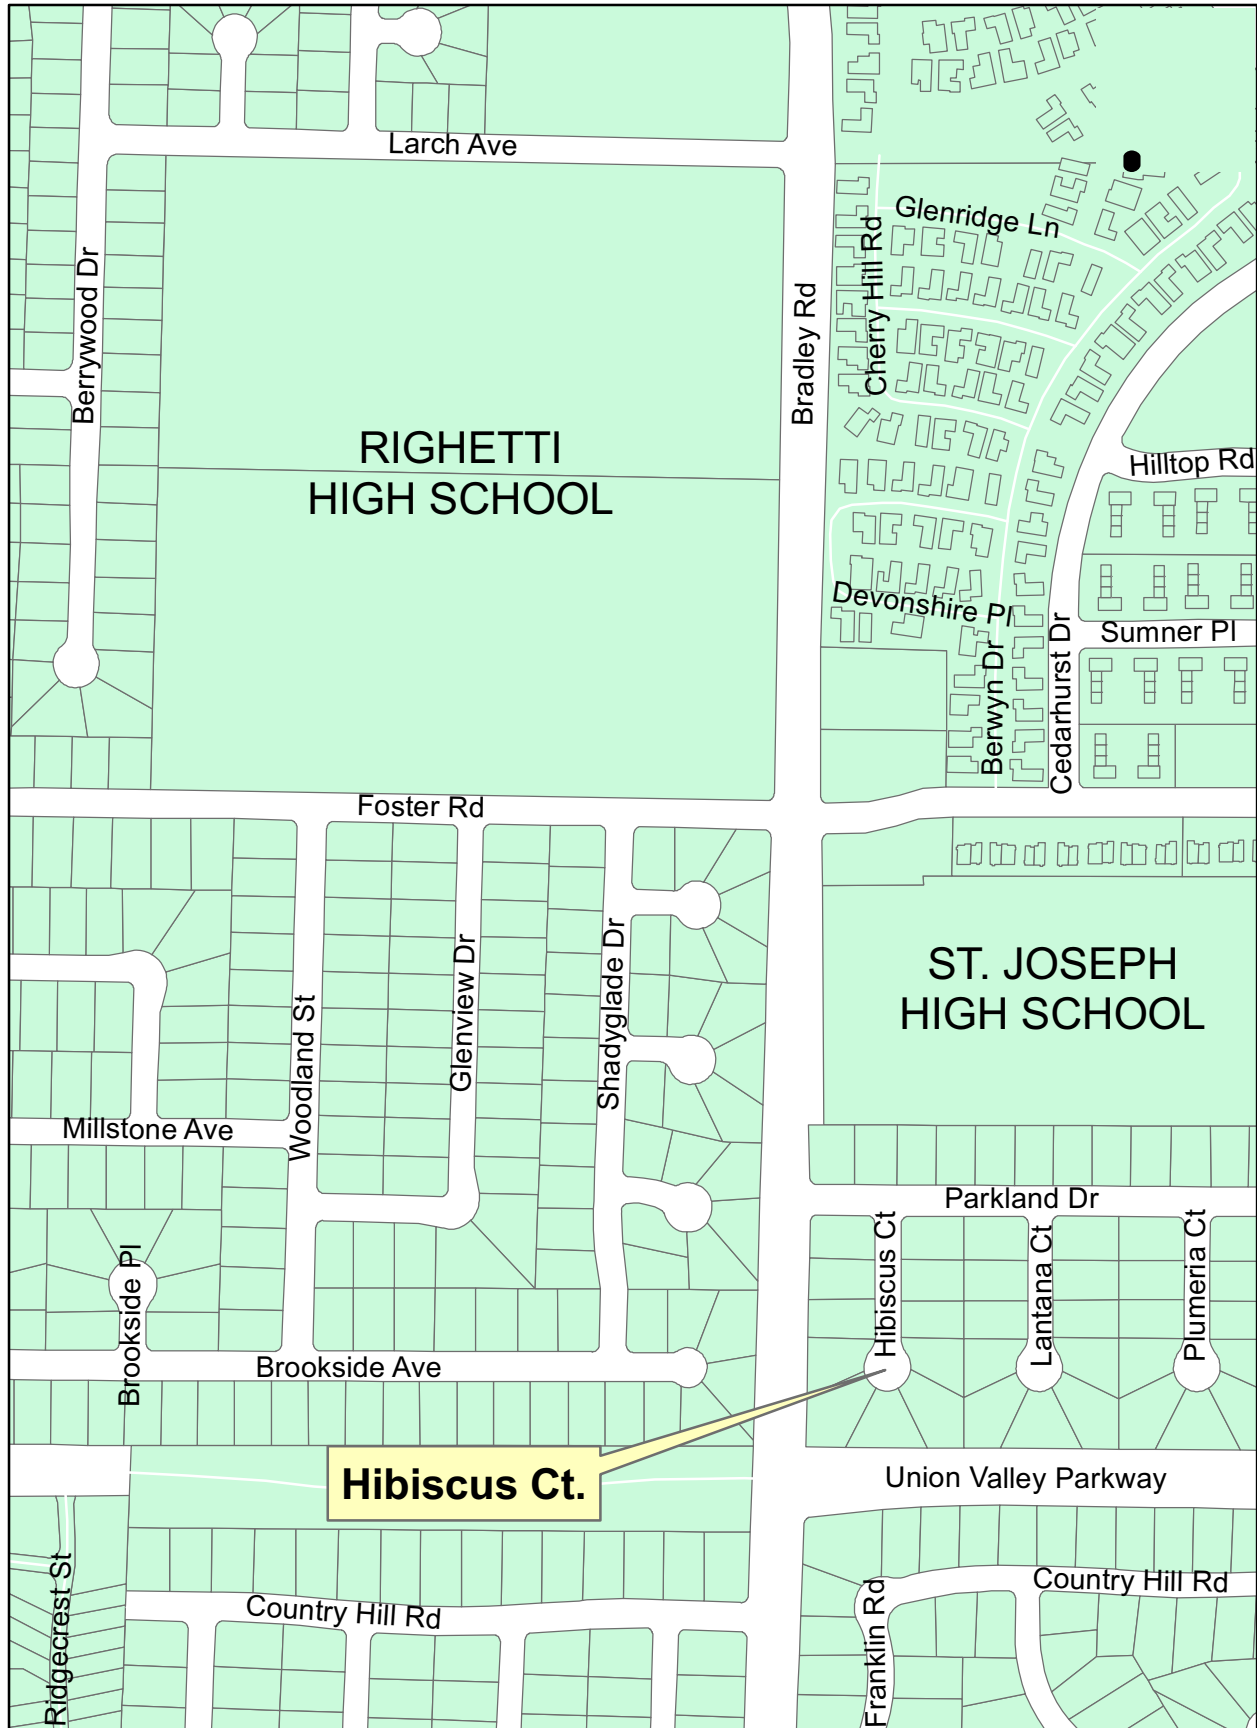 Larch Ave
Glenridge Ln
Cherry Hill Rd
Berrywood Dr
Bradley Rd
RIGHETTI
HIGH SCHOOL
Hilltop Rd
Devonshire Pl
Sumner Pl
Berwyn Dr
Cedarhurst Dr
Foster Rd
Woodland St
Glenview Dr
Shadyglade Dr
ST. JOSEPH
HIGH SCHOOL
Millstone Ave
Parkland Dr
Hibiscus Ct
Lantana Ct
Plumeria Ct
Brookside Pl
Brookside Ave
Hibiscus Ct.
Union Valley Parkway
Ridgecrest St
Country Hill Rd
Franklin Rd
Country Hill Rd